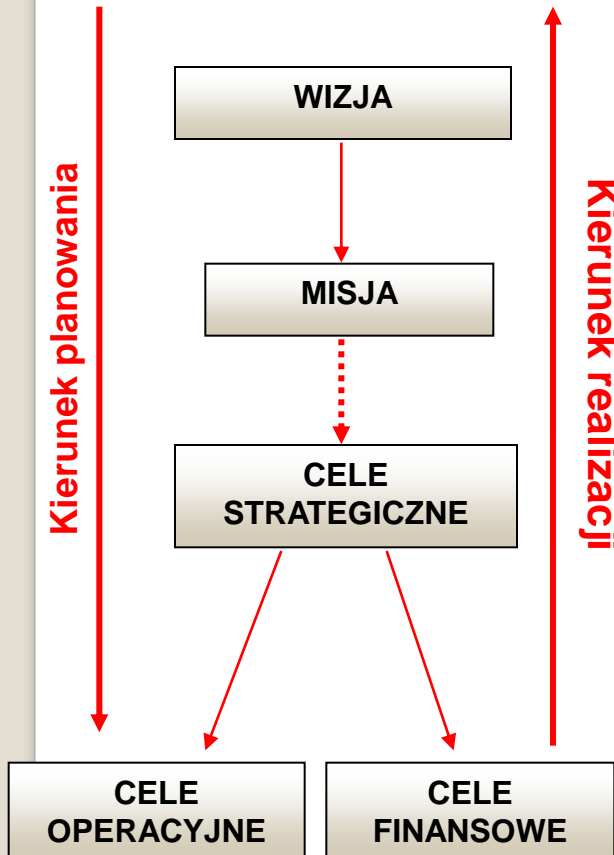 WIZJA
Kierunek planowania
MISJA
Kierunek realizacji
CELE
STRATEGICZNE
CELE
OPERACYJNE
CELE
FINANSOWE